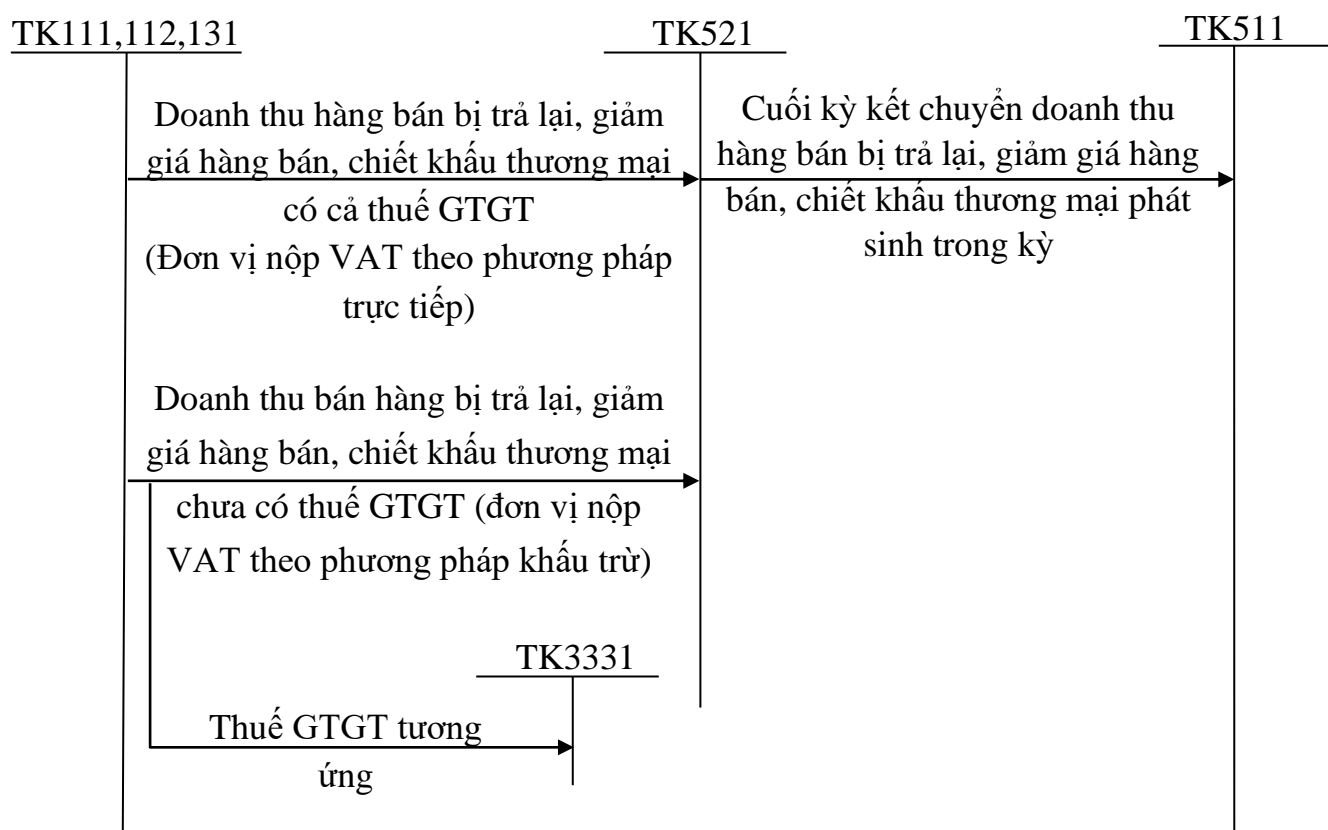 TK111,112,131
TK521
TK511
Doanh thu hàng bán bị trả lại, giảm
giá hàng bán, chiết khấu thương mại
có cả thuế GTGT
(Đơn vị nộp VAT theo phương pháp
trực tiếp)
Cuối kỳ kết chuyển doanh thu
hàng bán bị trả lại, giảm giá hàng
bán, chiết khấu thương mại phát
sinh trong kỳ
Doanh thu bán hàng bị trả lại, giảm
giá hàng bán, chiết khấu thương mại
chưa có thuế GTGT (đơn vị nộp
VAT theo phương pháp khấu trừ)
TK3331
Thuế GTGT tương
ứng